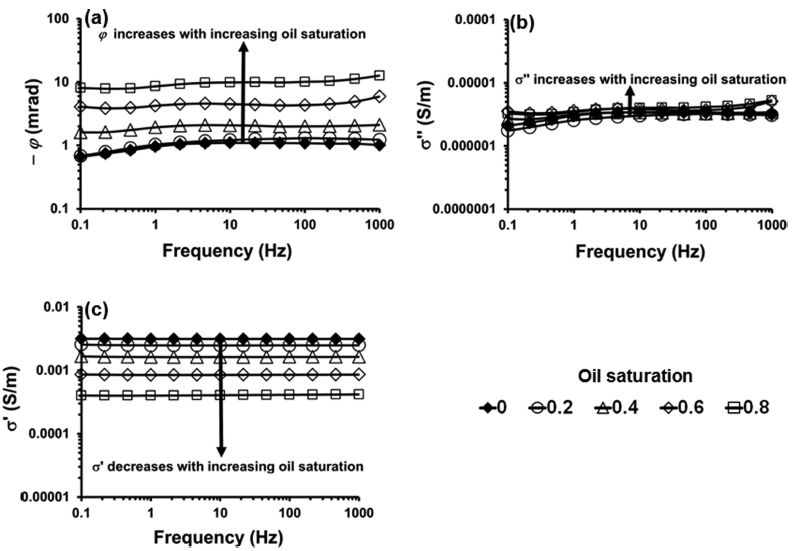 (a)
φ increases with increasing oil saturation
100
10
1
0.1
− φ (mrad)
0.1 1 10 100 1000
Frequency (Hz)
(b)
σ'' increases with increasing oil saturation
0.0001
0.00001
0.000001
0.0000001
σ'' (S/m)
0.1 1 10 100 1000
Frequency (Hz)
(c)
0.01
0.001
0.0001
0.00001
σ' (S/m)
σ' decreases with increasing oil saturation
0.1 1 10 100 1000
Frequency (Hz)
Oil saturation
0 0.2 0.4 0.6 0.8